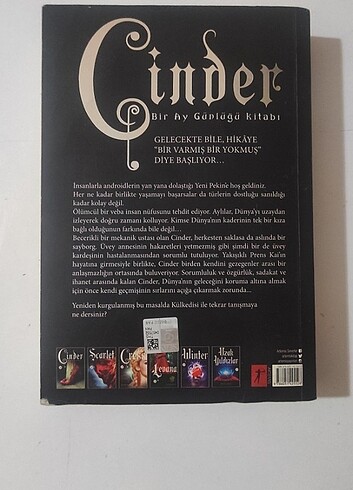 Cinder
Bir Ay Günlüğü Kitabı
GELECEKTE BİLE, HİKÂYE
"BİR VARMIŞ BİR YOKMUŞ"
DİYE BAŞLIYOR…
İnsanlarla androidlerin yan yana dolaştığı Yeni Pekin'e hoş geldiniz.
Her ne kadar birlikte yaşamayı başarsalar da türlerin dostluğu sanıldığı
kadar kolay değil.
Ölümcül bir veba insan nüfusunu tehdit ediyor. Aylılar, Dünya'yı uzaydan
izleyerek doğru zamanı kolluyor. Kimse Dünya'nın kaderinin tek bir kıza
bağlı olduğunun farkında bile değil…
Becerikli bir mekanik ustası olan Cinder, herkesten saklasa da aslında bir
sayborg. Üvey annesinin hakaretleri yetmezmiş gibi şimdi bir de üvey
kardeşinin hastalanmasından sorumlu tutuluyor. Yakışıklı Prens Kai'nin
hayatına girmesiyle birlikte, Cinder birden kendini gezegenler arası bir
anlaşmazlığın ortasında buluveriyor. Sorumluluk ve özgürlük, sadakat ve
ihanet arasında kalan Cinder, Dünya'nın geleceğini koruma altına almak
için önce kendi geçmişinin sırlarını açığa çıkarmak zorunda…
Yeniden kurgulanmış bu masalda Külkedisi ile tekrar tanışmaya
ne dersiniz?
Cinder
Scarlet
Cress
Levana
Winter
Uzak
Yıldızlar